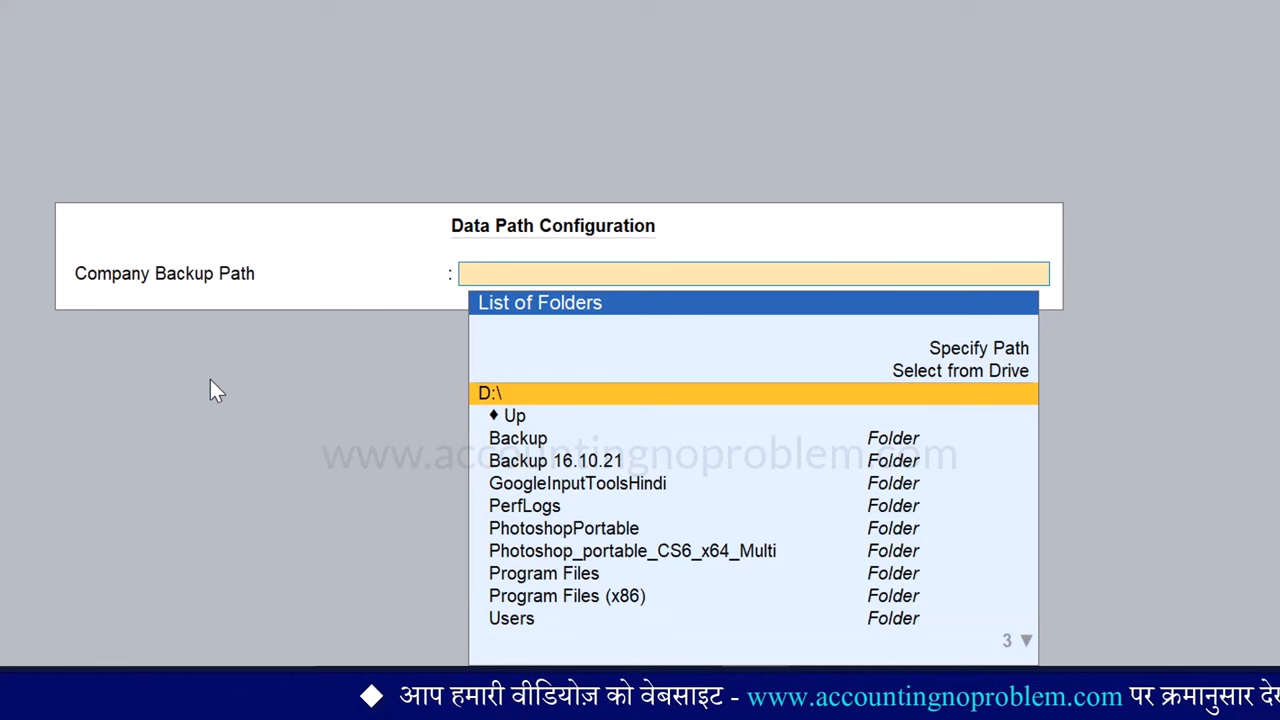 Data Path Configuration
Company Backup Path :
List of Folders
Specify Path
Select from Drive
D:\
♦ Up
Backup Folder
Backup 16.10.21 Folder
www.accountingnoproblem.com
GoogleInputToolsHindi Folder
PerfLogs Folder
PhotoshopPortable Folder
Photoshop_portable_CS6_x64_Multi Folder
Program Files Folder
Program Files (x86) Folder
Users Folder
3 ▼
◆ आप हमारी वीडियोज़ को वेबसाइट - www.accountingnoproblem.com पर क्रमानुसार